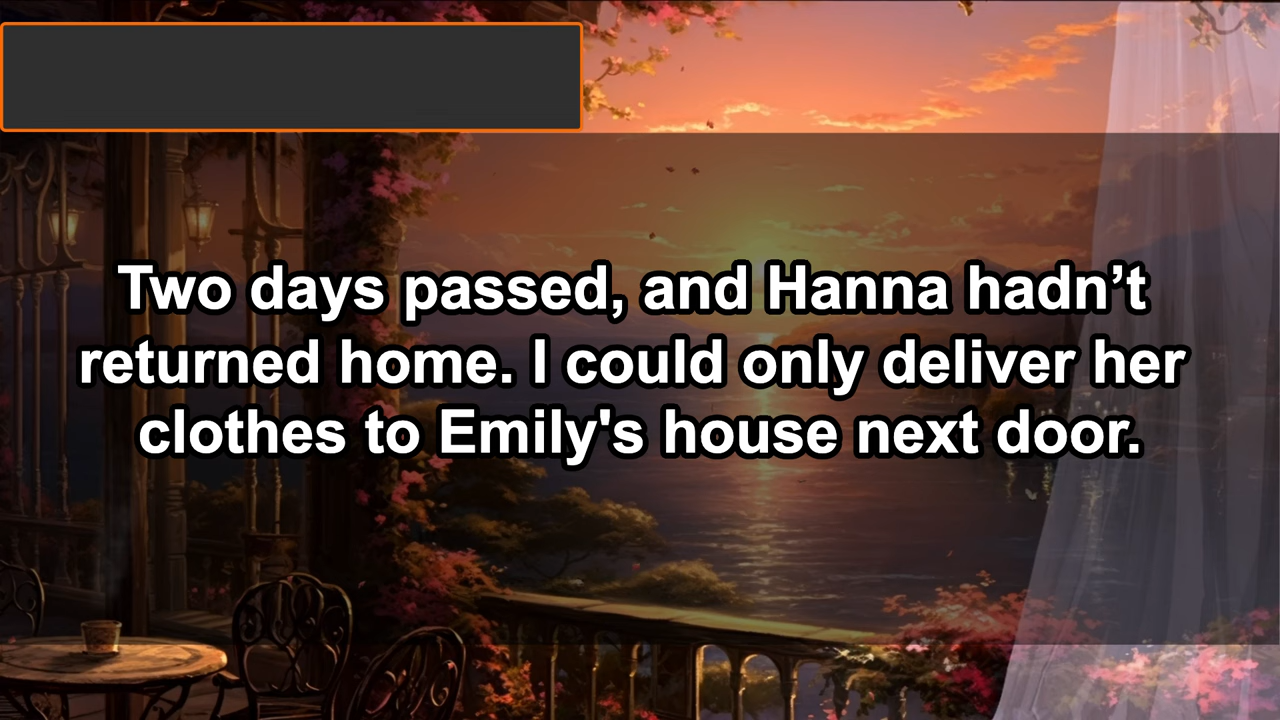 Two days passed, and Hanna hadn’t
returned home. I could only deliver her
clothes to Emily's house next door.